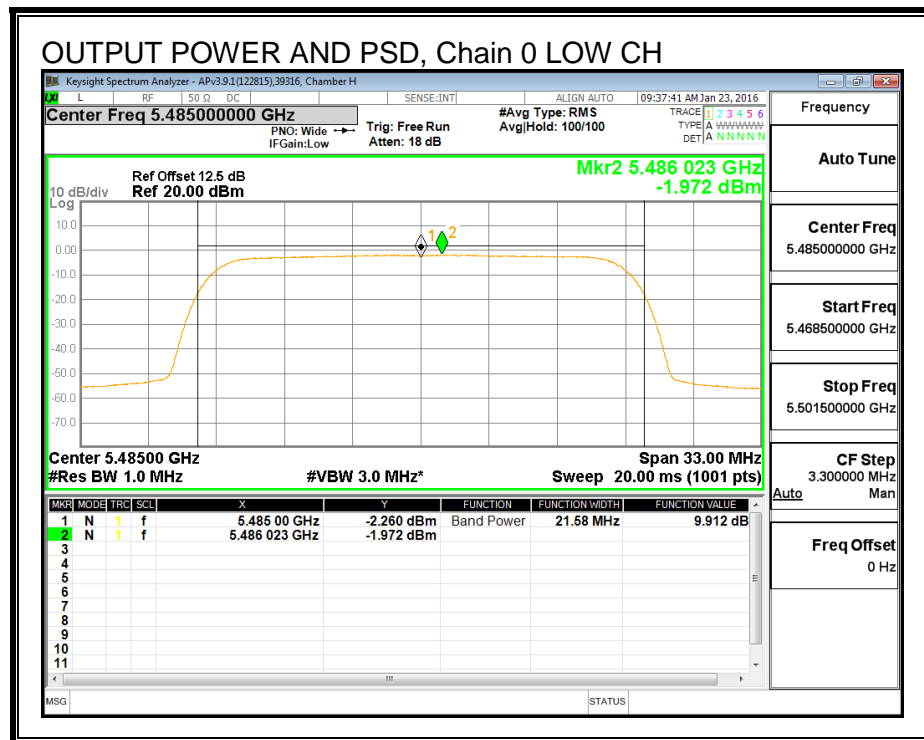 OUTPUT POWER AND PSD, Chain 0 LOW CH
Keysight Spectrum Analyzer - APv3.9.1(122815),39316, Chamber H
LXI L RF 50 Ω DC SENSE:INT ALIGN AUTO 09:37:41 AM Jan 23, 2016
Center Freq 5.485000000 GHz #Avg Type: RMS TRACE 1 2 3 4 5 6
PNO: Wide Trig: Free Run Avg|Hold: 100/100 TYPE A WWWWW
IFGain:Low Atten: 18 dB DET A N N N N N
Mkr2 5.486 023 GHz
-1.972 dBm
Ref Offset 12.5 dB
10 dB/div Ref 20.00 dBm
Log
10.0
0.00
-10.0
-20.0
-30.0
-40.0
-50.0
-60.0
-70.0
1 2
Center 5.48500 GHz Span 33.00 MHz
#Res BW 1.0 MHz #VBW 3.0 MHz* Sweep 20.00 ms (1001 pts)
MKR MODE TRC SCL X Y FUNCTION FUNCTION WIDTH FUNCTION VALUE
1 N 1 f 5.485 00 GHz -2.260 dBm Band Power 21.58 MHz 9.912 dB
2 N 1 f 5.486 023 GHz -1.972 dBm
3
4
5
6
7
8
9
10
11
MSG STATUS
Frequency
Auto Tune
Center Freq
5.485000000 GHz
Start Freq
5.468500000 GHz
Stop Freq
5.501500000 GHz
CF Step
3.300000 MHz
Auto Man
Freq Offset
0 Hz